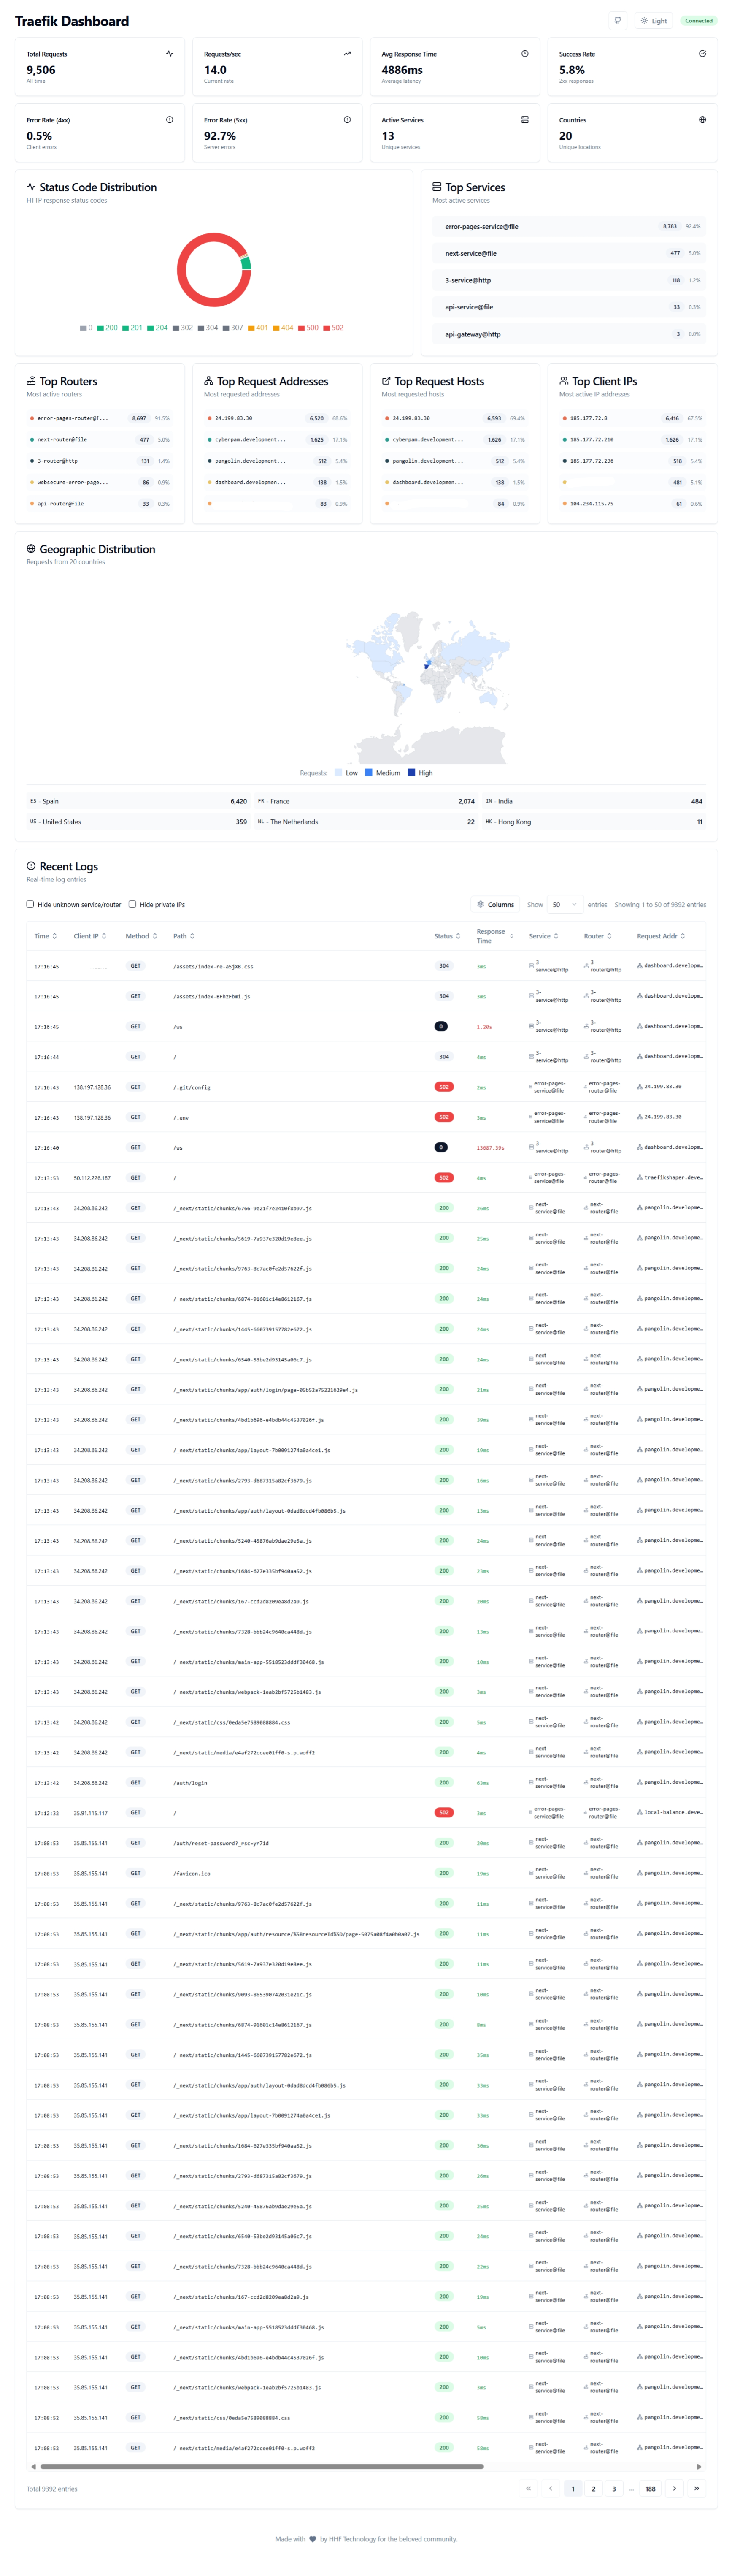 Traefik Dashboard
Light
Connected
Total Requests
9,506
All time
Requests/sec
14.0
Current rate
Avg Response Time
4886ms
Average latency
Success Rate
5.8%
2xx responses
Error Rate (4xx)
0.5%
Client errors
Error Rate (5xx)
92.7%
Server errors
Active Services
13
Unique services
Countries
20
Unique locations
Status Code Distribution
HTTP response status codes
0 200 201 204 302 304 307 401 404 500 502
Top Services
Most active services
error-pages-service@file 8,783 92.4%
next-service@file 477 5.0%
3-service@http 118 1.2%
api-service@file 33 0.3%
api-gateway@http 3 0.0%
Top Routers
Most active routers
error-pages-router@f... 8,697 91.5%
next-router@file 477 5.0%
3-router@http 131 1.4%
websecure-error-page... 86 0.9%
api-router@file 33 0.3%
Top Request Addresses
Most requested addresses
24.199.83.30 6,520 68.6%
cyberpam.development... 1,625 17.1%
pangolin.development... 512 5.4%
dashboard.developmen... 138 1.5%
83 0.9%
Top Request Hosts
Most requested hosts
24.199.83.30 6,593 69.4%
cyberpam.development... 1,626 17.1%
pangolin.development... 512 5.4%
dashboard.developmen... 138 1.5%
84 0.9%
Top Client IPs
Most active IP addresses
185.177.72.8 6,416 67.5%
185.177.72.210 1,626 17.1%
185.177.72.236 518 5.4%
481 5.1%
104.234.115.75 61 0.6%
Geographic Distribution
Requests from 20 countries
Requests: Low Medium High
ES - Spain 6,420
FR - France 2,074
IN - India 484
US - United States 359
NL - The Netherlands 22
HK - Hong Kong 11
Recent Logs
Real-time log entries
Hide unknown service/router Hide private IPs
Columns Show 50 entries Showing 1 to 50 of 9392 entries
Time Client IP Method Path Status Response Time Service Router Request Addr
17:16:45 GET /assets/index-re-aSjXB.css 304 3ms 3-service@http 3-router@http dashboard.developm…
17:16:45 GET /assets/index-BFhzFbmi.js 304 3ms 3-service@http 3-router@http dashboard.developm…
17:16:45 GET /ws 0 1.20s 3-service@http 3-router@http dashboard.developm…
17:16:44 GET / 304 4ms 3-service@http 3-router@http dashboard.developm…
17:16:43 138.197.128.36 GET /.git/config 502 2ms error-pages-service@file error-pages-router@file 24.199.83.30
17:16:43 138.197.128.36 GET /.env 502 3ms error-pages-service@file error-pages-router@file 24.199.83.30
17:16:40 GET /ws 0 13687.30s 3-service@http 3-router@http dashboard.developm…
17:13:53 50.112.226.187 GET / 502 4ms error-pages-service@file error-pages-router@file traefikshaper.deve…
17:13:43 34.208.86.242 GET /_next/static/chunks/6766-9e21f7e2410f8b97.js 200 26ms next-service@file next-router@file pangolin.developme…
17:13:43 34.208.86.242 GET /_next/static/chunks/5619-7a937e320d19e8ee.js 200 25ms next-service@file next-router@file pangolin.developme…
17:13:43 34.208.86.242 GET /_next/static/chunks/9763-8c7ac0fe2d57622f.js 200 24ms next-service@file next-router@file pangolin.developme…
17:13:43 34.208.86.242 GET /_next/static/chunks/6874-91601c14e8612167.js 200 24ms next-service@file next-router@file pangolin.developme…
17:13:43 34.208.86.242 GET /_next/static/chunks/1445-660739157782e672.js 200 24ms next-service@file next-router@file pangolin.developme…
17:13:43 34.208.86.242 GET /_next/static/chunks/6540-53be2d93145a06c7.js 200 24ms next-service@file next-router@file pangolin.developme…
17:13:43 34.208.86.242 GET /_next/static/chunks/app/auth/login/page-05b52a75221629e4.js 200 21ms next-service@file next-router@file pangolin.developme…
17:13:43 34.208.86.242 GET /_next/static/chunks/4bd1b696-e4bdb44c4537026f.js 200 39ms next-service@file next-router@file pangolin.developme…
17:13:43 34.208.86.242 GET /_next/static/chunks/app/layout-7b0091274a0a4ce1.js 200 19ms next-service@file next-router@file pangolin.developme…
17:13:43 34.208.86.242 GET /_next/static/chunks/2793-d687315a82cf3679.js 200 16ms next-service@file next-router@file pangolin.developme…
17:13:43 34.208.86.242 GET /_next/static/chunks/app/auth/layout-0dad8dcd4fb086b5.js 200 13ms next-service@file next-router@file pangolin.developme…
17:13:43 34.208.86.242 GET /_next/static/chunks/5240-45876ab9dae29e5a.js 200 24ms next-service@file next-router@file pangolin.developme…
17:13:43 34.208.86.242 GET /_next/static/chunks/1684-627e335bf940aa52.js 200 23ms next-service@file next-router@file pangolin.developme…
17:13:43 34.208.86.242 GET /_next/static/chunks/167-ccd2d8209ea8d2a9.js 200 20ms next-service@file next-router@file pangolin.developme…
17:13:43 34.208.86.242 GET /_next/static/chunks/7328-bbb24c9640ca448d.js 200 13ms next-service@file next-router@file pangolin.developme…
17:13:43 34.208.86.242 GET /_next/static/chunks/main-app-5518523dddf30468.js 200 10ms next-service@file next-router@file pangolin.developme…
17:13:43 34.208.86.242 GET /_next/static/chunks/webpack-1eab2bf5725b1483.js 200 3ms next-service@file next-router@file pangolin.developme…
17:13:42 34.208.86.242 GET /_next/static/css/0eda5e7589088884.css 200 5ms next-service@file next-router@file pangolin.developme…
17:13:42 34.208.86.242 GET /_next/static/media/e4af272ccee01ff0-s.p.woff2 200 4ms next-service@file next-router@file pangolin.developme…
17:13:42 34.208.86.242 GET /auth/login 200 63ms next-service@file next-router@file pangolin.developme…
17:12:32 35.91.115.117 GET / 502 3ms error-pages-service@file error-pages-router@file local-balance.deve…
17:08:53 35.85.155.141 GET /auth/reset-password?_rsc=yr71d 200 20ms next-service@file next-router@file pangolin.developme…
17:08:53 35.85.155.141 GET /favicon.ico 200 19ms next-service@file next-router@file pangolin.developme…
17:08:53 35.85.155.141 GET /_next/static/chunks/9763-8c7ac0fe2d57622f.js 200 11ms next-service@file next-router@file pangolin.developme…
17:08:53 35.85.155.141 GET /_next/static/chunks/app/auth/resource/%5BresourceId%5D/page-5075a08f4a0b0a07.js 200 11ms next-service@file next-router@file pangolin.developme…
17:08:53 35.85.155.141 GET /_next/static/chunks/5619-7a937e320d19e8ee.js 200 11ms next-service@file next-router@file pangolin.developme…
17:08:53 35.85.155.141 GET /_next/static/chunks/9093-865390742031e21c.js 200 10ms next-service@file next-router@file pangolin.developme…
17:08:53 35.85.155.141 GET /_next/static/chunks/6874-91601c14e8612167.js 200 8ms next-service@file next-router@file pangolin.developme…
17:08:53 35.85.155.141 GET /_next/static/chunks/1445-660739157782e672.js 200 35ms next-service@file next-router@file pangolin.developme…
17:08:53 35.85.155.141 GET /_next/static/chunks/app/auth/layout-0dad8dcd4fb086b5.js 200 33ms next-service@file next-router@file pangolin.developme…
17:08:53 35.85.155.141 GET /_next/static/chunks/app/layout-7b0091274a0a4ce1.js 200 33ms next-service@file next-router@file pangolin.developme…
17:08:53 35.85.155.141 GET /_next/static/chunks/1684-627e335bf940aa52.js 200 30ms next-service@file next-router@file pangolin.developme…
17:08:53 35.85.155.141 GET /_next/static/chunks/2793-d687315a82cf3679.js 200 26ms next-service@file next-router@file pangolin.developme…
17:08:53 35.85.155.141 GET /_next/static/chunks/5240-45876ab9dae29e5a.js 200 25ms next-service@file next-router@file pangolin.developme…
17:08:53 35.85.155.141 GET /_next/static/chunks/6540-53be2d93145a06c7.js 200 24ms next-service@file next-router@file pangolin.developme…
17:08:53 35.85.155.141 GET /_next/static/chunks/7328-bbb24c9640ca448d.js 200 22ms next-service@file next-router@file pangolin.developme…
17:08:53 35.85.155.141 GET /_next/static/chunks/167-ccd2d8209ea8d2a9.js 200 19ms next-service@file next-router@file pangolin.developme…
17:08:53 35.85.155.141 GET /_next/static/chunks/main-app-5518523dddf30468.js 200 5ms next-service@file next-router@file pangolin.developme…
17:08:53 35.85.155.141 GET /_next/static/chunks/4bd1b696-e4bdb44c4537026f.js 200 10ms next-service@file next-router@file pangolin.developme…
17:08:53 35.85.155.141 GET /_next/static/chunks/webpack-1eab2bf5725b1483.js 200 3ms next-service@file next-router@file pangolin.developme…
17:08:52 35.85.155.141 GET /_next/static/css/0eda5e7589088884.css 200 58ms next-service@file next-router@file pangolin.developme…
17:08:52 35.85.155.141 GET /_next/static/media/e4af272ccee01ff0-s.p.woff2 200 50ms next-service@file next-router@file pangolin.developme…
Total 9392 entries
« ‹ 1 2 3 ... 188 › »
Made with by HHF Technology for the beloved community.